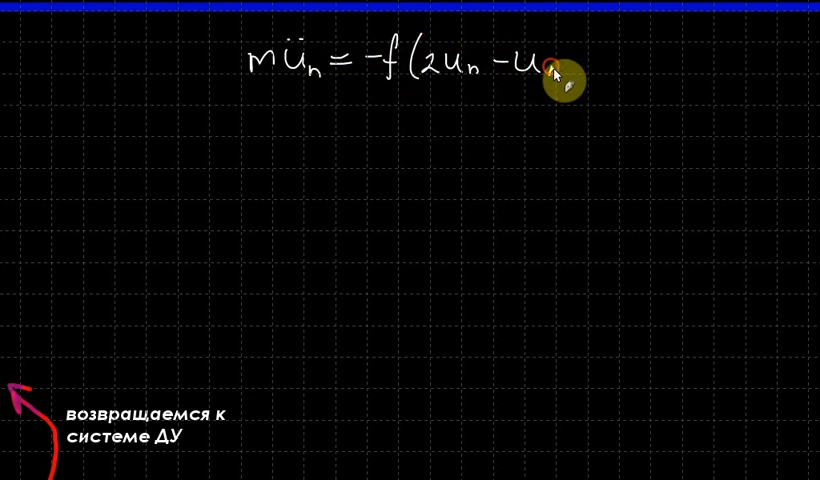 müₙ = -f(2uₙ - u
возвращаемся к
системе ДУ